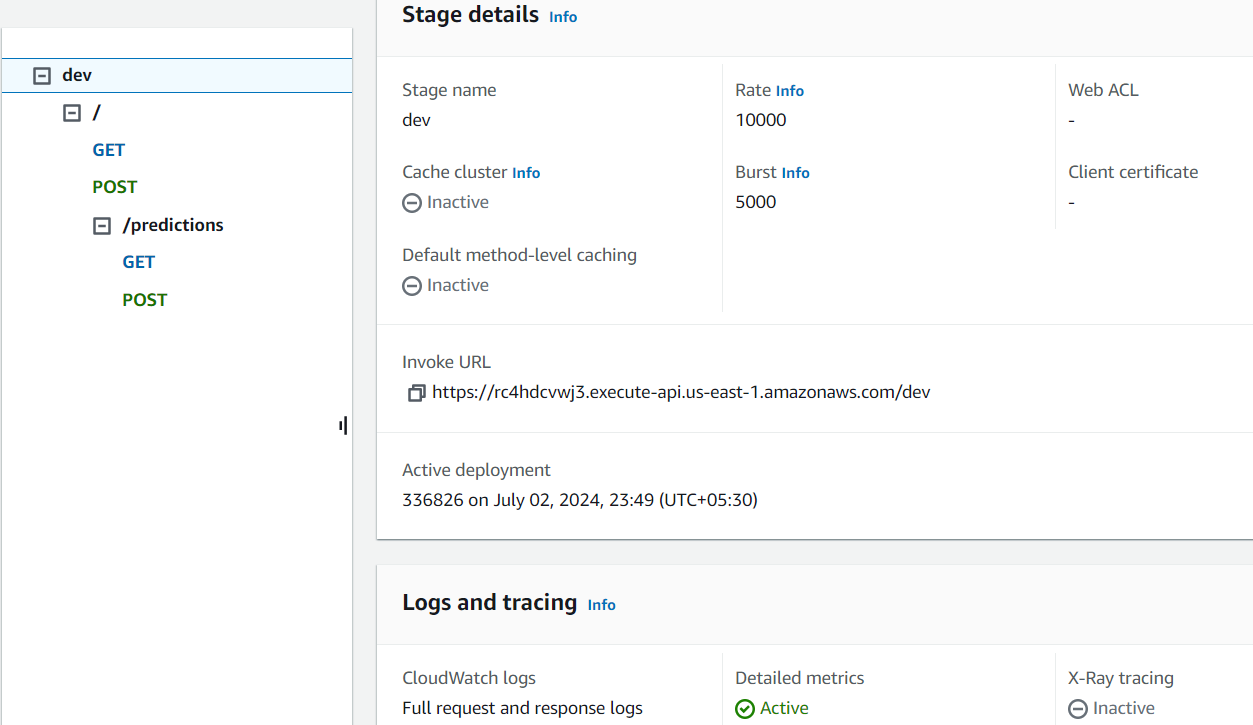 dev
/
GET
POST
/predictions
GET
POST
Stage details Info
Stage name
dev
Rate Info
10000
Web ACL
-
Cache cluster Info
Inactive
Burst Info
5000
Client certificate
-
Default method-level caching
Inactive
Invoke URL
https://rc4hdcvwj3.execute-api.us-east-1.amazonaws.com/dev
Active deployment
336826 on July 02, 2024, 23:49 (UTC+05:30)
Logs and tracing Info
CloudWatch logs
Full request and response logs
Detailed metrics
Active
X-Ray tracing
Inactive